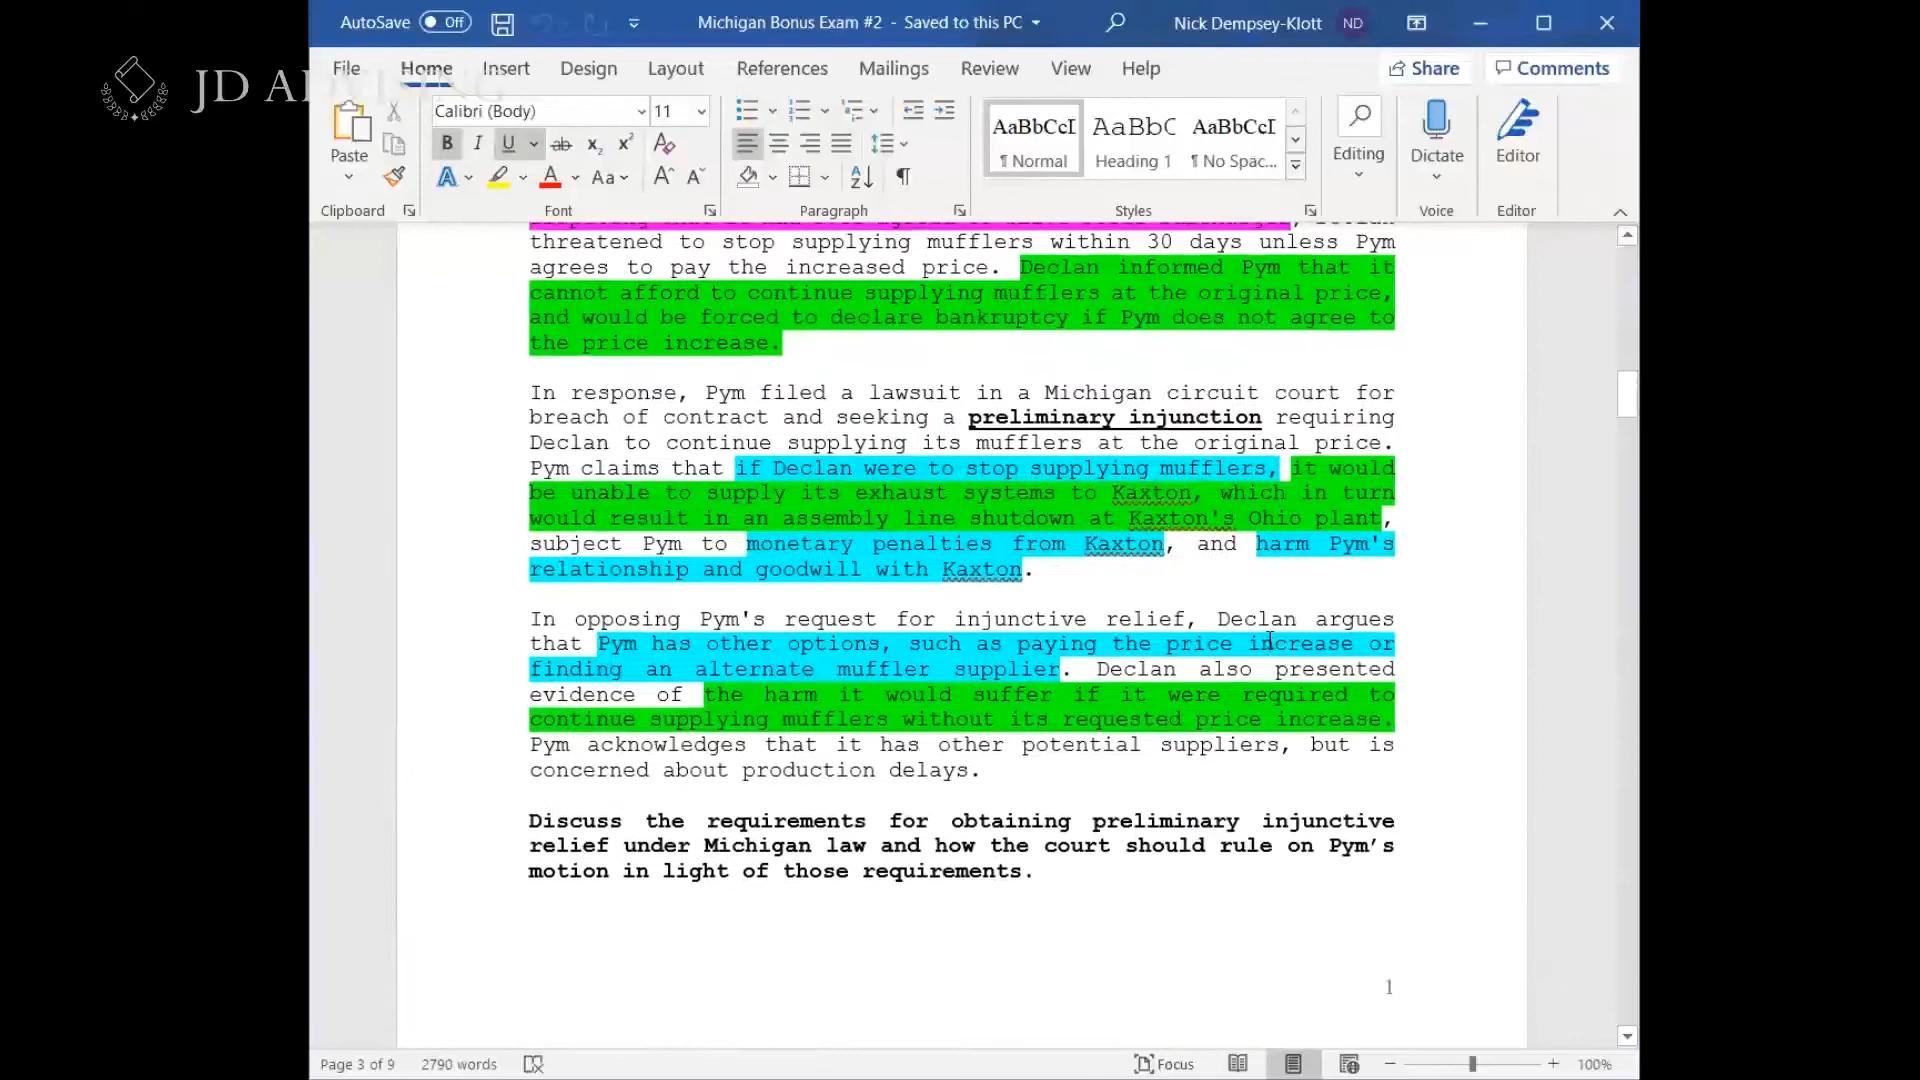 AutoSave Off Michigan Bonus Exam #2 - Saved to this PC Nick Dempsey-Klott ND
JD
File Home Insert Design Layout References Mailings Review View Help Share Comments
Calibri (Body) 11
Paste
B I U ab x₂ x² A
A A Aa A A
AaBbCcI AaBbC AaBbCcI
¶ Normal Heading 1 ¶ No Spac...
Editing Dictate Editor
Clipboard Font Paragraph Styles Voice Editor
threatened to stop supplying mufflers within 30 days unless Pym
agrees to pay the increased price. Declan informed Pym that it
cannot afford to continue supplying mufflers at the original price,
and would be forced to declare bankruptcy if Pym does not agree to
the price increase.
In response, Pym filed a lawsuit in a Michigan circuit court for
breach of contract and seeking a preliminary injunction requiring
Declan to continue supplying its mufflers at the original price.
Pym claims that if Declan were to stop supplying mufflers, it would
be unable to supply its exhaust systems to Kaxton, which in turn
would result in an assembly line shutdown at Kaxton's Ohio plant,
subject Pym to monetary penalties from Kaxton, and harm Pym's
relationship and goodwill with Kaxton.
In opposing Pym's request for injunctive relief, Declan argues
that Pym has other options, such as paying the price increase or
finding an alternate muffler supplier. Declan also presented
evidence of the harm it would suffer if it were required to
continue supplying mufflers without its requested price increase.
Pym acknowledges that it has other potential suppliers, but is
concerned about production delays.
Discuss the requirements for obtaining preliminary injunctive
relief under Michigan law and how the court should rule on Pym's
motion in light of those requirements.
1
Page 3 of 9 2790 words Focus 100%